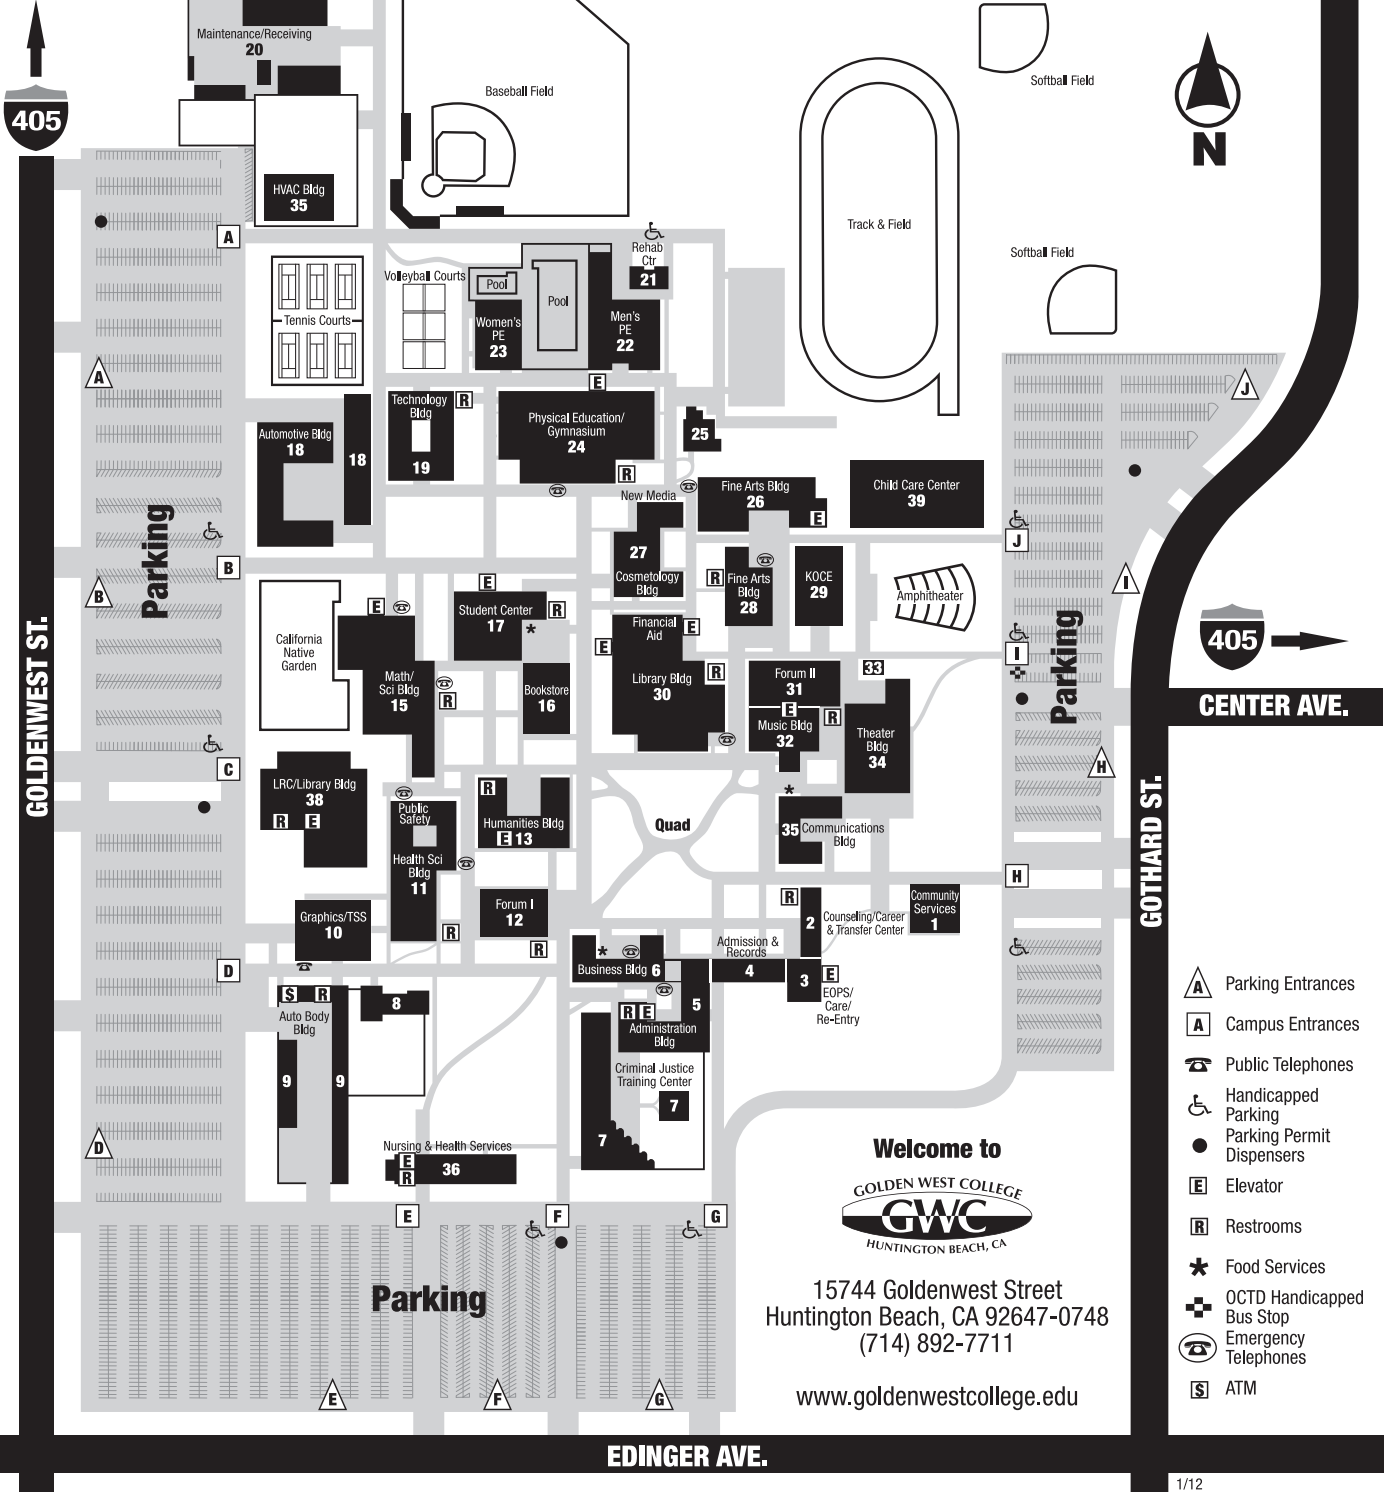 405
Maintenance/Receiving
20
Baseball Field
Softball Field
N
HVAC Bldg
35
A
Track & Field
Softball Field
Rehab
Ctr
21
Volleyball Courts
Pool
Pool
Tennis Courts
Women's
PE
23
Men's
PE
22
A
E
J
Technology
Bldg
19
R
Physical Education/
Gymnasium
24
R
25
Automotive Bldg
18
18
New Media
Fine Arts Bldg
26
E
Child Care Center
39
Parking
J
B
27
Cosmetology
Bldg
R
Fine Arts
Bldg
28
KOCE
29
Amphitheater
I
B
GOLDENWEST ST.
California
Native
Garden
E
E
Student Center
17
R
Financial
Aid
E
E
Library Bldg
30
R
405
I
Parking
Math/
Sci Bldg
15
R
Bookstore
16
Forum II
31
E
Music Bldg
32
R
33
Theater
Bldg
34
CENTER AVE.
C
H
LRC/Library Bldg
38
R
E
Public
Safety
Health Sci
Bldg
11
R
Humanities Bldg
E
13
Quad
35
Communications
Bldg
GOTHARD ST.
H
Graphics/TSS
10
R
Forum I
12
R
R
2
Counseling/Career
& Transfer Center
Community
Services
1
Admission &
Records
4
3
E
EOPS/
Care/
Re-Entry
D
Business Bldg
6
5
R
E
Administration
Bldg
$
R
Auto Body
Bldg
8
9
9
Criminal Justice
Training Center
7
7
D
Nursing & Health Services
E
R
36
E
F
G
Parking
E
F
G
Welcome to
GOLDEN WEST COLLEGE
GWC
HUNTINGTON BEACH, CA
15744 Goldenwest Street
Huntington Beach, CA 92647-0748
(714) 892-7711
www.goldenwestcollege.edu
A Parking Entrances
A Campus Entrances
Public Telephones
Handicapped
Parking
Parking Permit
Dispensers
E Elevator
R Restrooms
* Food Services
OCTD Handicapped
Bus Stop
Emergency
Telephones
$ ATM
EDINGER AVE.
1/12